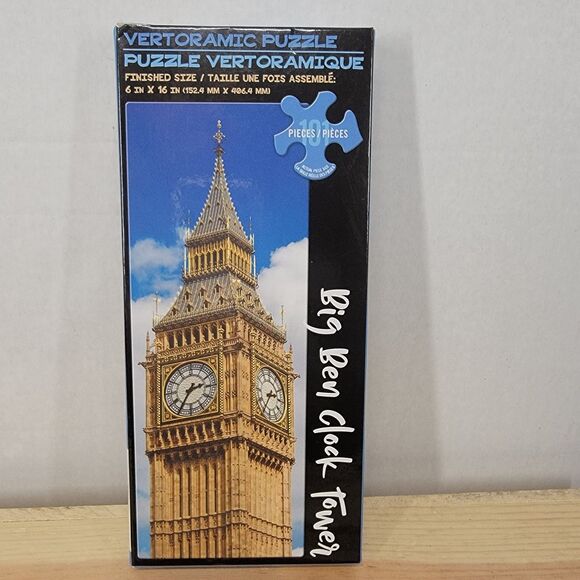 VERTORAMIC PUZZLE
PUZZLE VERTORAMIQUE
FINISHED SIZE / TAILLE UNE FOIS ASSEMBLÉ:
6 IN X 16 IN (152.4 MM X 406.4 MM)
101
PIECES/PIÈCES
Big Ben Clock Tower